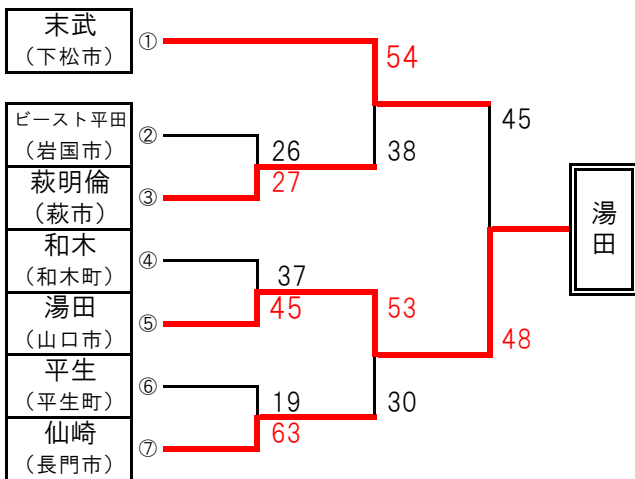 末武
（下松市）
①
54
45
ビースト平田
（岩国市）
②
26
38
萩明倫
（萩市）
③
27
湯田
和木
（和木町）
④
37
湯田
（山口市）
⑤
45
53
48
平生
（平生町）
⑥
19
30
仙崎
（長門市）
⑦
63